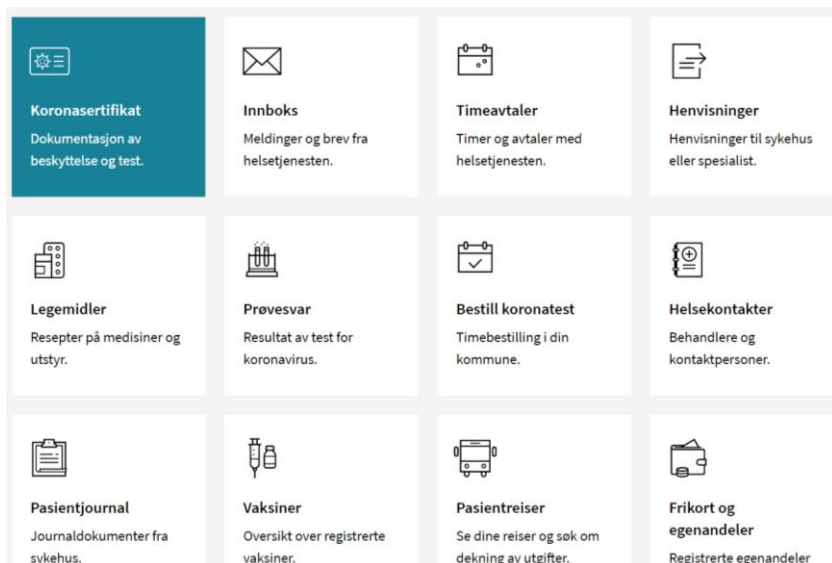 Koronasertifikat
Dokumentasjon av
beskyttelse og test.
Innboks
Meldinger og brev fra
helsetjenesten.
Timeavtaler
Timer og avtaler med
helsetjenesten.
Henvisninger
Henvisninger til sykehus
eller spesialist.
Legemidler
Resepter på medisiner og
utstyr.
Prøvesvar
Resultat av test for
koronavirus.
Bestill koronatest
Timebestilling i din
kommune.
Helsekontakter
Behandlere og
kontaktpersoner.
Pasientjournal
Journaldokumenter fra
sykehus.
Vaksiner
Oversikt over registrerte
vaksiner.
Pasientreiser
Se dine reiser og søk om
dekning av utgifter.
Frikort og
egenandeler
Registrerte egenandeler